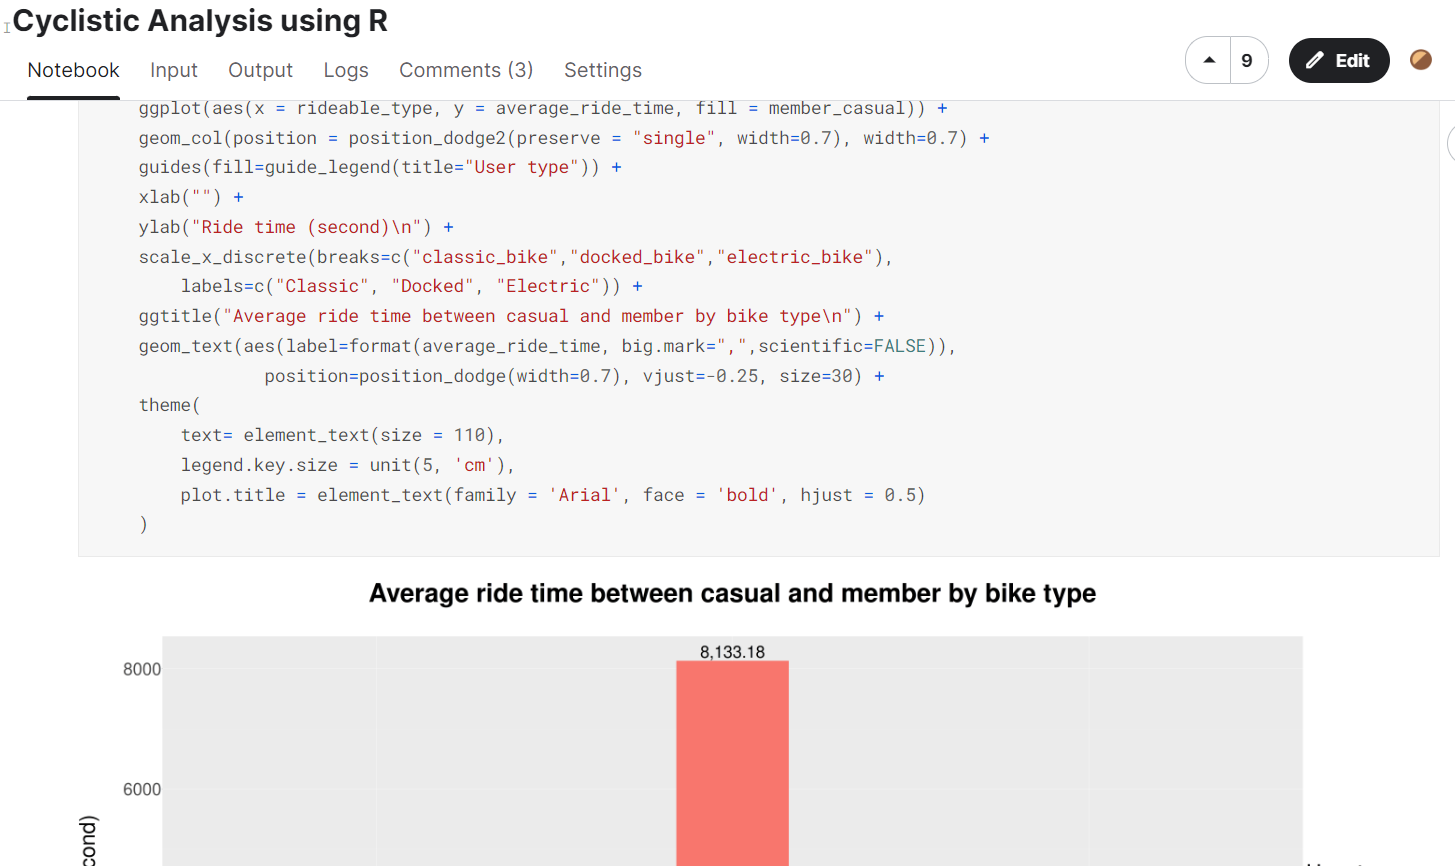 Cyclistic Analysis using R
Notebook Input Output Logs Comments (3) Settings
9
Edit
ggplot(aes(x = rideable_type, y = average_ride_time, fill = member_casual)) +
geom_col(position = position_dodge2(preserve = "single", width=0.7), width=0.7) +
guides(fill=guide_legend(title="User type")) +
xlab("") +
ylab("Ride time (second)\n") +
scale_x_discrete(breaks=c("classic_bike","docked_bike","electric_bike"),
labels=c("Classic", "Docked", "Electric")) +
ggtitle("Average ride time between casual and member by bike type\n") +
geom_text(aes(label=format(average_ride_time, big.mark=",",scientific=FALSE)),
position=position_dodge(width=0.7), vjust=-0.25, size=30) +
theme(
text= element_text(size = 110),
legend.key.size = unit(5, 'cm'),
plot.title = element_text(family = 'Arial', face = 'bold', hjust = 0.5)
)
Average ride time between casual and member by bike type
8,133.18
8000
6000
cond)